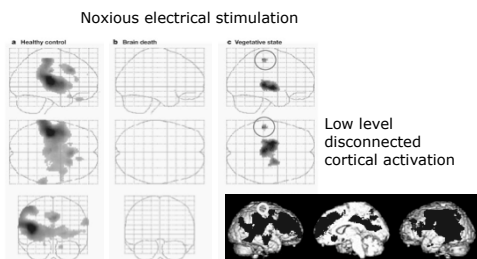 Noxious electrical stimulation
a Healthy control
b Brain death
c Vegetative state
Low level
disconnected
cortical activation